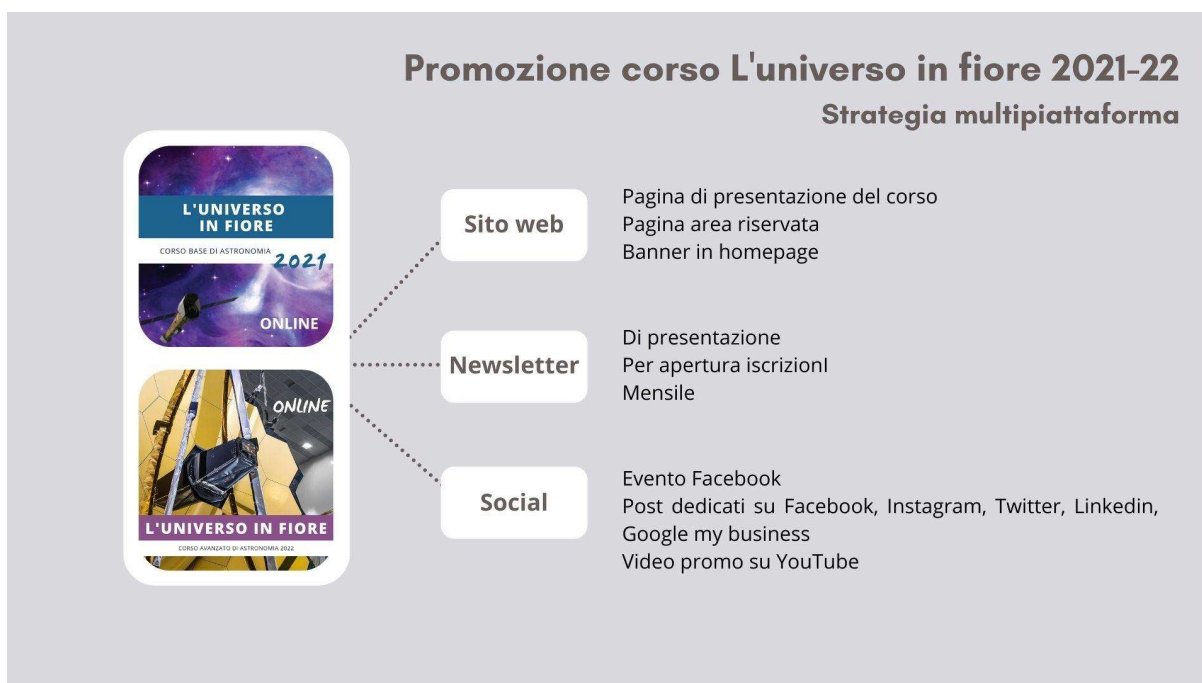 Promozione corso L'universo in fiore 2021-22
Strategia multipiattaforma
L'UNIVERSO
IN FIORE
CORSO BASE DI ASTRONOMIA
2021
ONLINE
ONLINE
L'UNIVERSO IN FIORE
CORSO AVANZATO DI ASTRONOMIA 2022
Sito web
Pagina di presentazione del corso
Pagina area riservata
Banner in homepage
Newsletter
Di presentazione
Per apertura iscrizionI
Mensile
Social
Evento Facebook
Post dedicati su Facebook, Instagram, Twitter, Linkedin,
Google my business
Video promo su YouTube